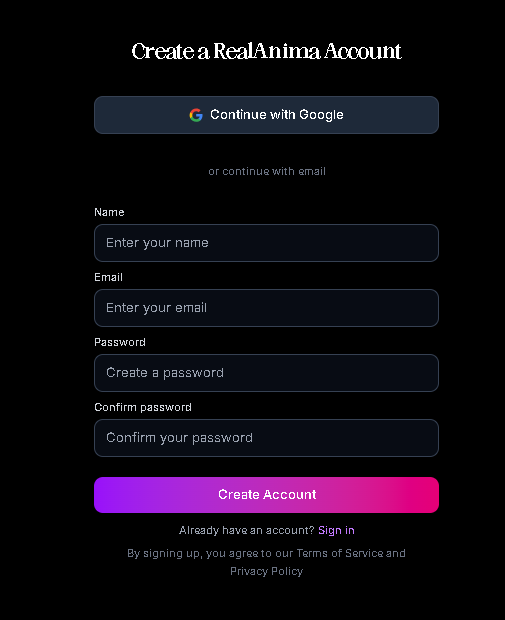 Create a RealAnima Account
Continue with Google
or continue with email
Name
Enter your name
Email
Enter your email
Password
Create a password
Confirm password
Confirm your password
Create Account
Already have an account? Sign in
By signing up, you agree to our Terms of Service and
Privacy Policy